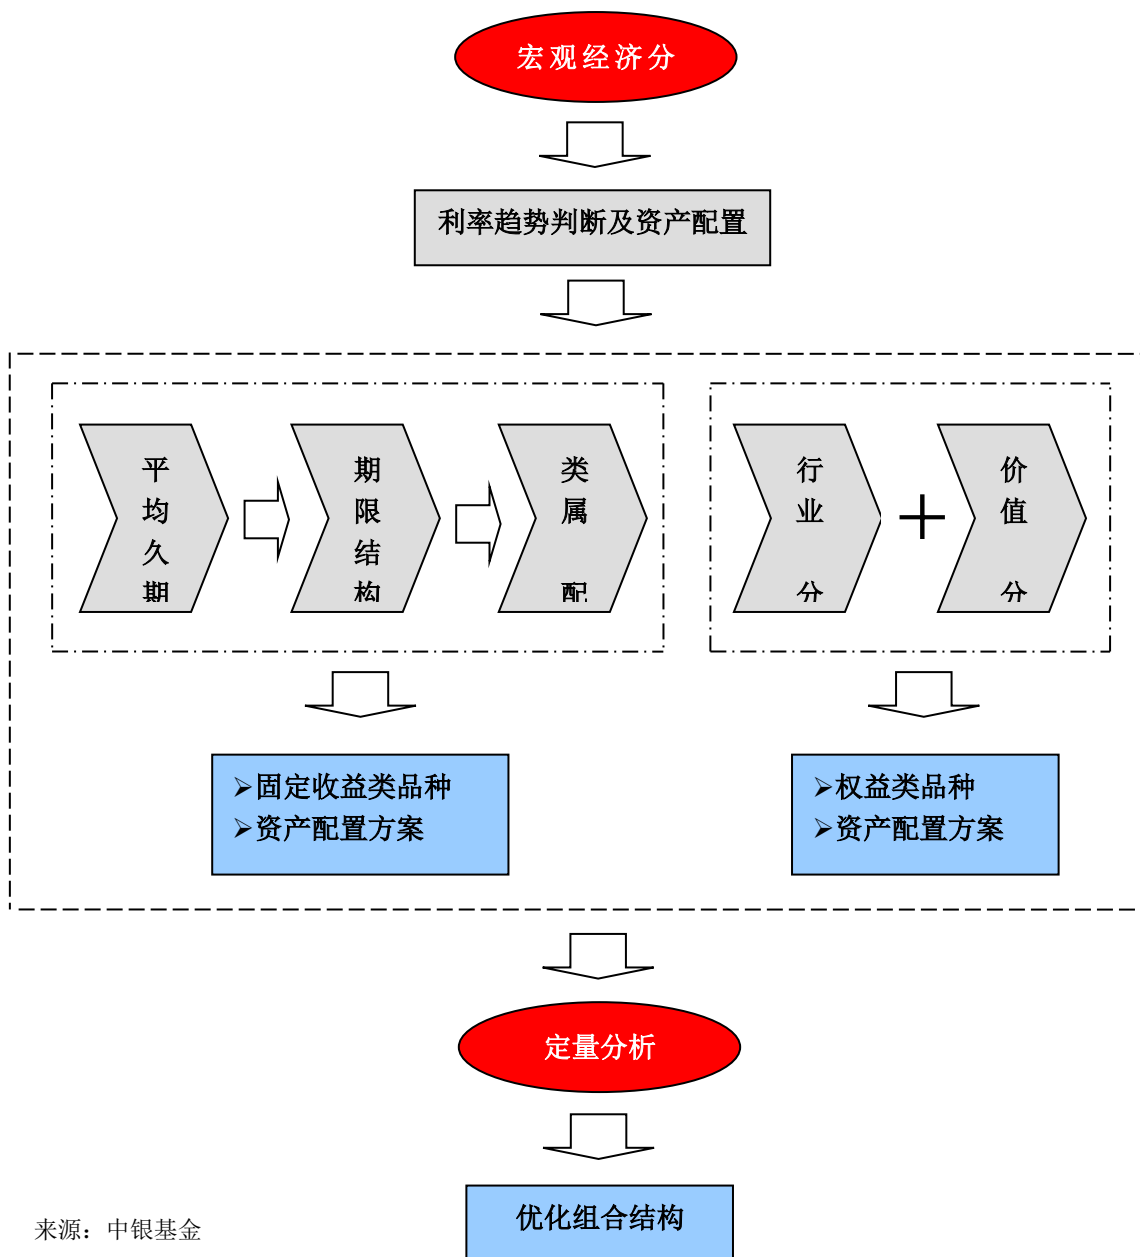 宏观经济分
利率趋势判断及资产配置
平均久期
期限结构
类属配
行业分
价值分
＋
➢固定收益类品种
➢资产配置方案
➢权益类品种
➢资产配置方案
定量分析
优化组合结构
来源：中银基金